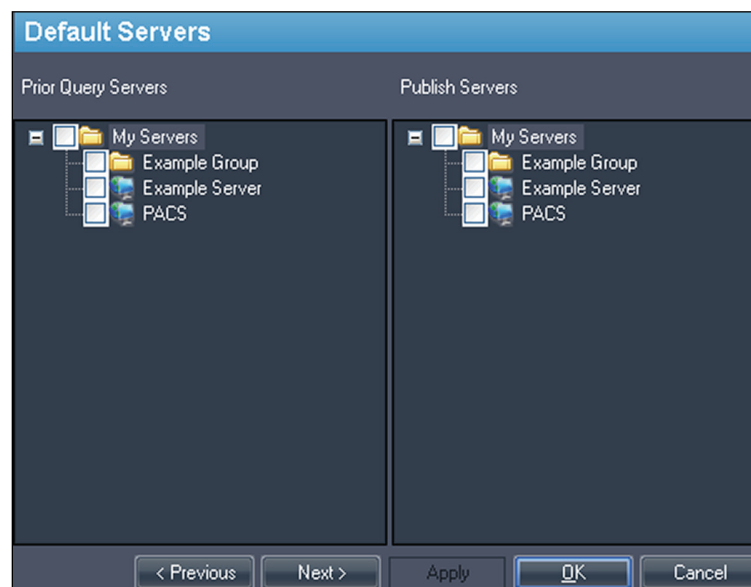 Default Servers
Prior Query Servers
Publish Servers
My Servers
Example Group
Example Server
PACS
My Servers
Example Group
Example Server
PACS
< Previous
Next >
Apply
OK
Cancel